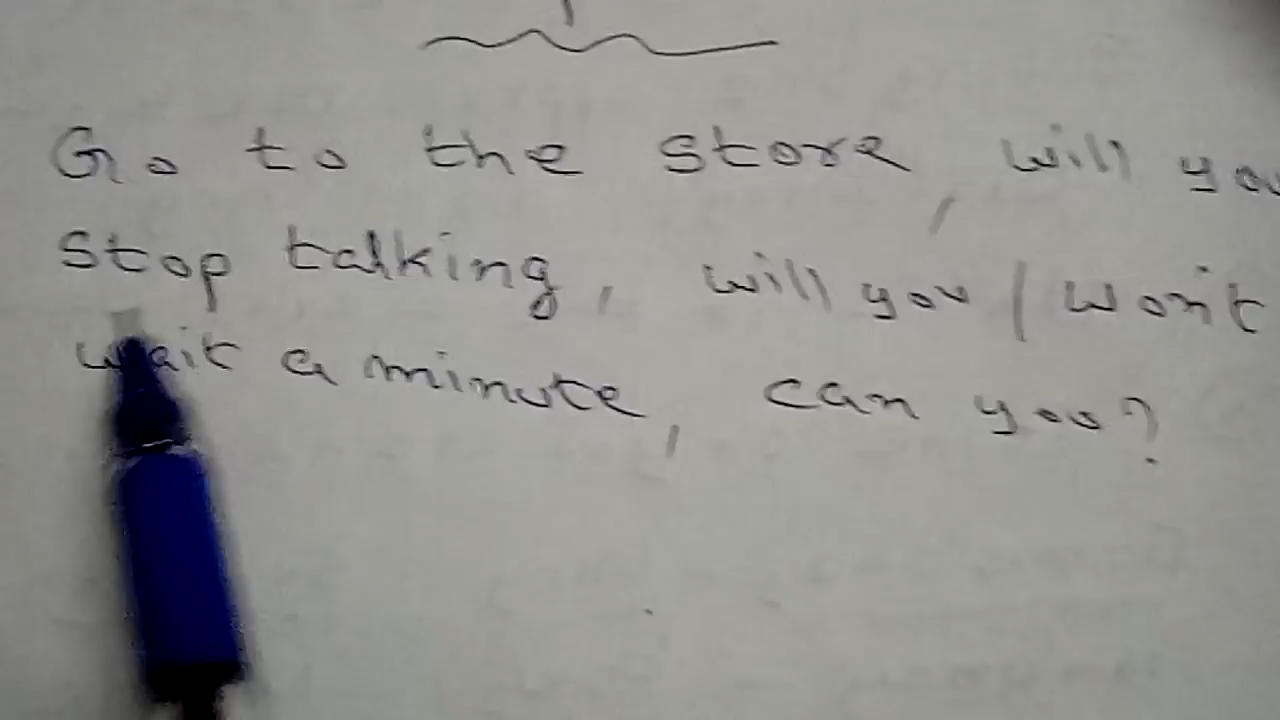 Go to the store, will you
stop talking, will you / won't
wait a minute, can you?